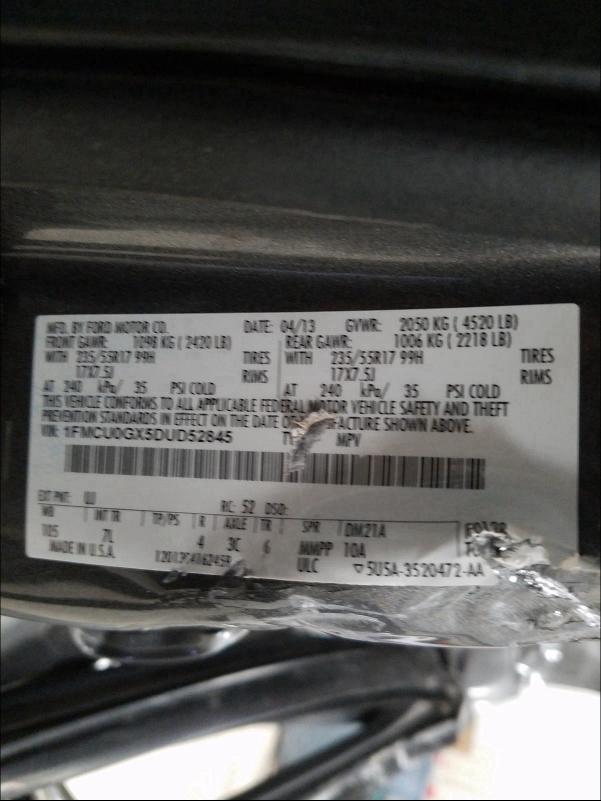 MFD. BY FORD MOTOR CO. DATE: 04/13 GVWR: 2050 KG ( 4520 LB)
FRONT GAWR: 1098 KG ( 2420 LB) REAR GAWR: 1006 KG ( 2218 LB)
WITH 235/55R17 99H TIRES WITH 235/55R17 99H TIRES
17X7.5J RIMS 17X7.5J RIMS
AT 240 kPa/ 35 PSI COLD AT 240 kPa/ 35 PSI COLD
THIS VEHICLE CONFORMS TO ALL APPLICABLE FEDERAL MOTOR VEHICLE SAFETY AND THEFT
PREVENTION STANDARDS IN EFFECT ON THE DATE OF MANUFACTURE SHOWN ABOVE.
VIN: 1FMCU0GX5DUD52845 MPV
EXT PNT: UJ RC: 52 DSO:
WB INT TR TP/PS R AXLE TR SPR DM21A
105 7L 4 3C 6 MMPP 10A
MADE IN U.S.A. ULC ▽5U5A-3520472-AA